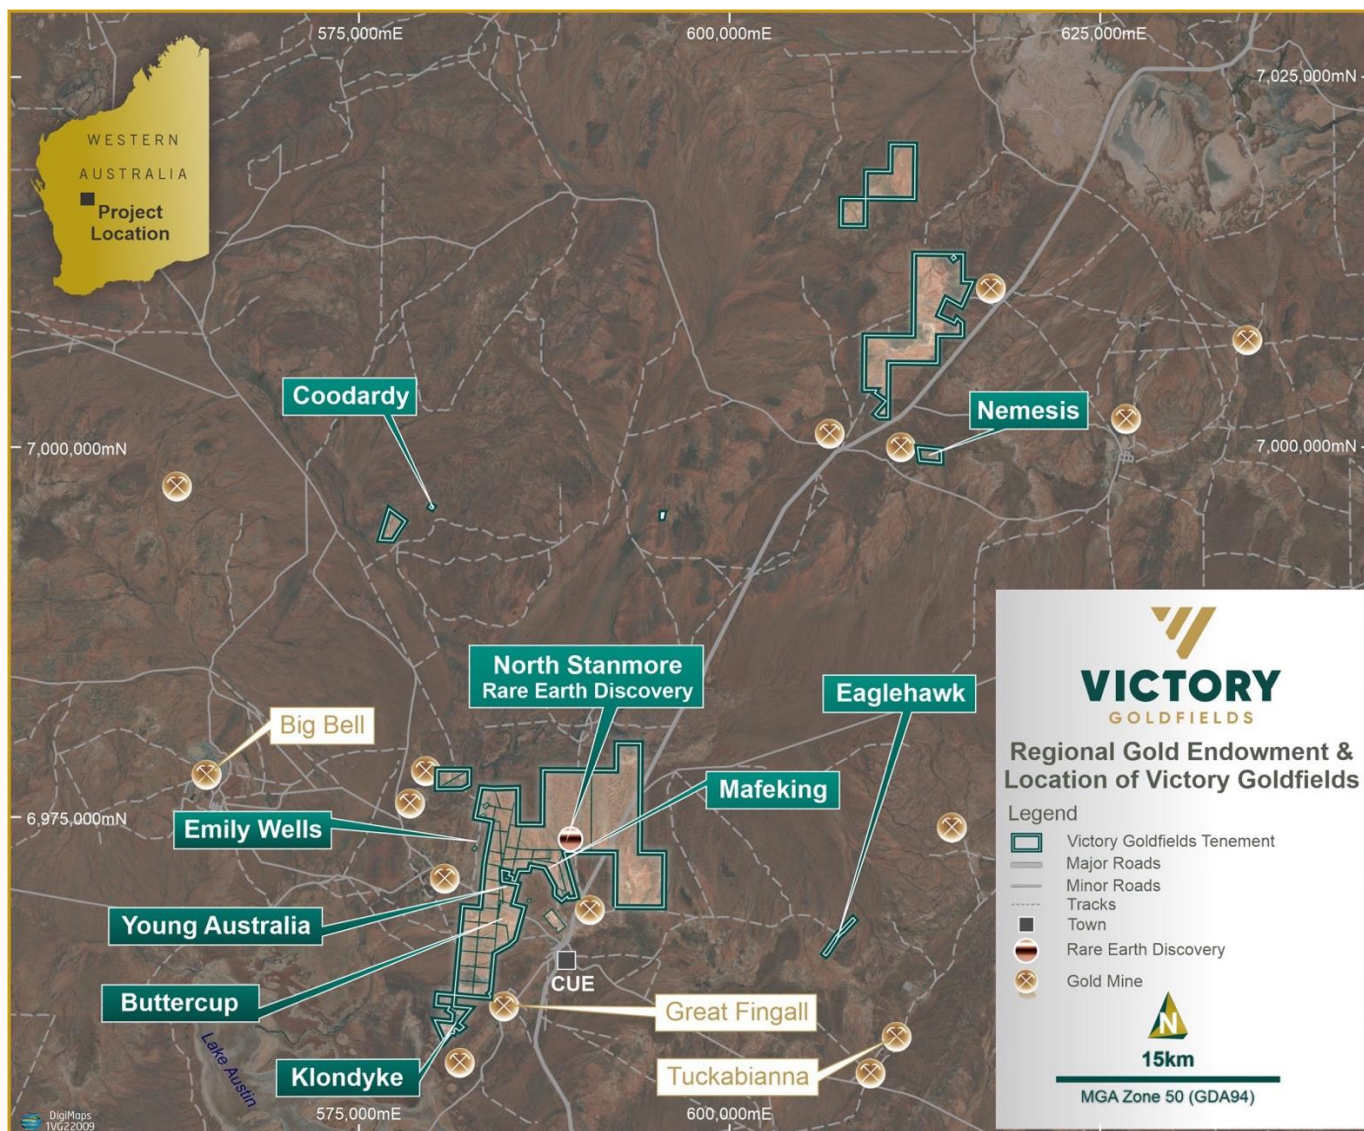 575,000mE
600,000mE
625,000mE
7,025,000mN
WESTERN
AUSTRALIA
Project
Location
Coodardy
Nemesis
7,000,000mN
7,000,000mN
North Stanmore
Rare Earth Discovery
Eaglehawk
Big Bell
Mafeking
6,975,000mN
Emily Wells
Young Australia
CUE
Buttercup
Great Fingall
Klondyke
Tuckabianna
Lake Austin
575,000mE
600,000mE
DigiMaps
1VG22009
VICTORY
GOLDFIELDS
Regional Gold Endowment &
Location of Victory Goldfields
Legend
Victory Goldfields Tenement
Major Roads
Minor Roads
Tracks
Town
Rare Earth Discovery
Gold Mine
N
15km
MGA Zone 50 (GDA94)